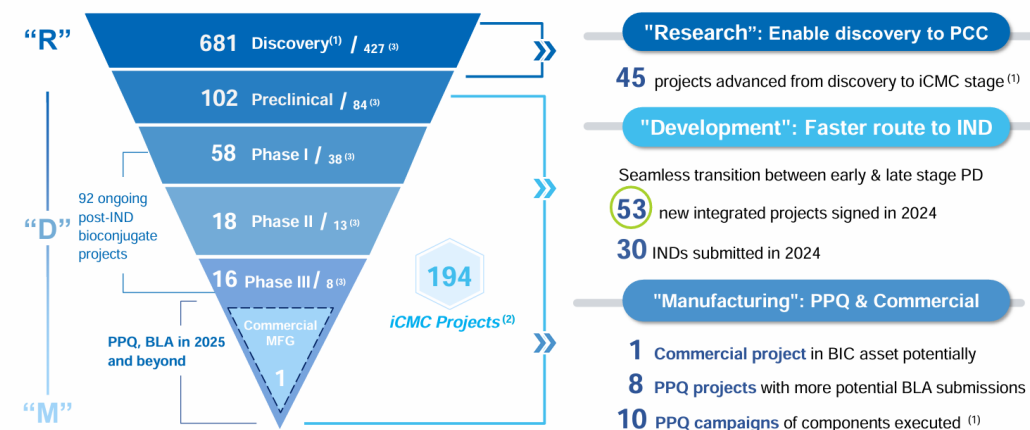 “R”
681 Discovery(1) / 427 (3)
102 Preclinical / 84 (3)
58 Phase I / 38 (3)
18 Phase II / 13 (3)
16 Phase III / 8 (3)
Commercial
MFG
1
92 ongoing
post-IND
bioconjugate
projects
“D”
PPQ, BLA in 2025
and beyond
“M”
194
iCMC Projects(2)
"Research": Enable discovery to PCC
45 projects advanced from discovery to iCMC stage (1)
"Development": Faster route to IND
Seamless transition between early & late stage PD
53 new integrated projects signed in 2024
30 INDs submitted in 2024
"Manufacturing": PPQ & Commercial
1 Commercial project in BIC asset potentially
8 PPQ projects with more potential BLA submissions
10 PPQ campaigns of components executed (1)